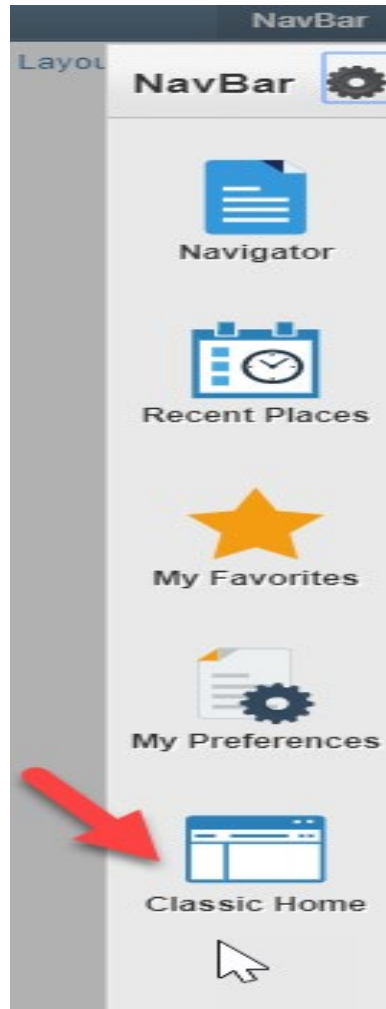 NavBar
Layou
NavBar
Navigator
Recent Places
My Favorites
My Preferences
Classic Home